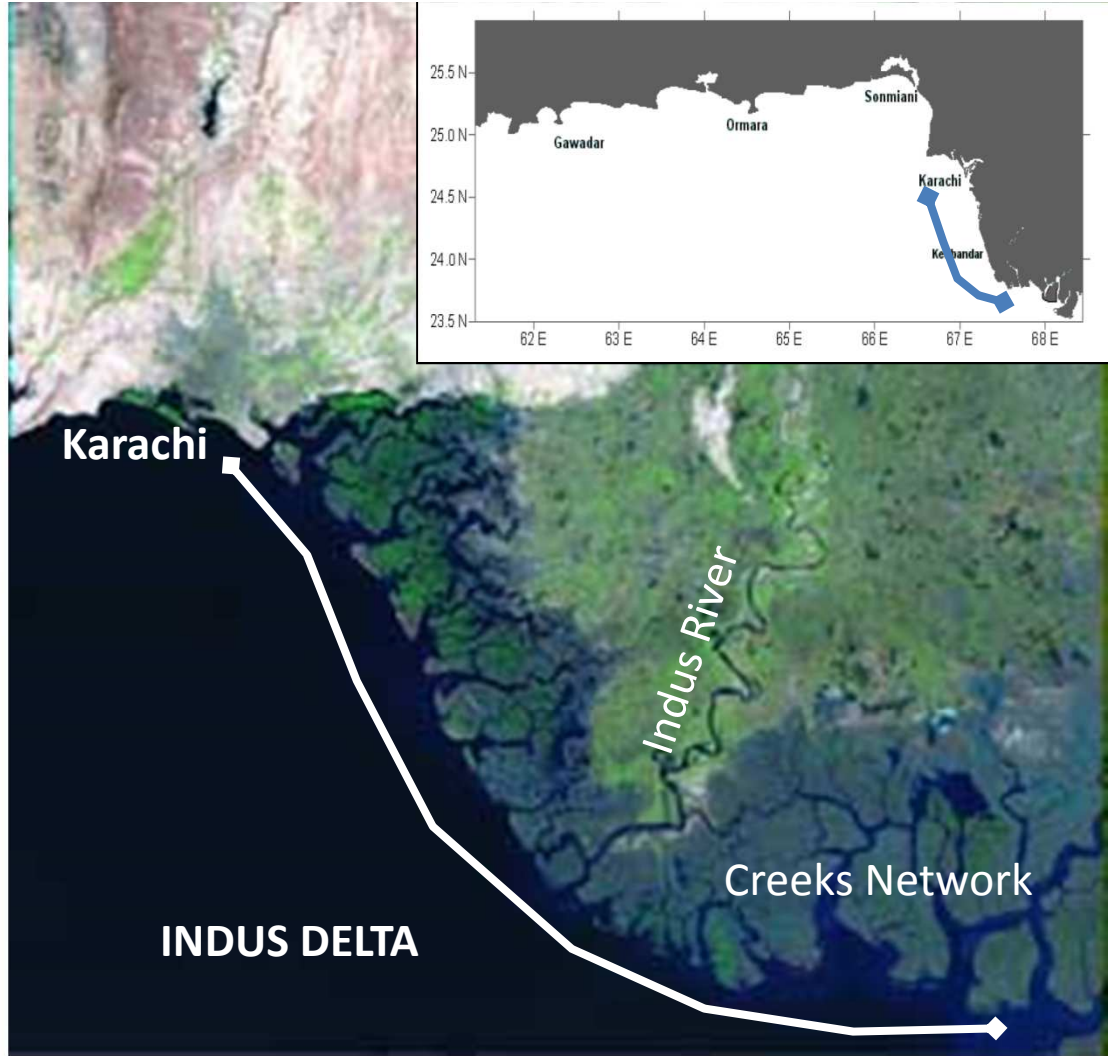 25.5 N
25.0 N
24.5 N
24.0 N
23.5 N
62 E
63 E
64 E
65 E
66 E
67 E
68 E
Sonmiani
Ormara
Gawadar
Karachi
Karachi
Indus River
Creeks Network
INDUS DELTA